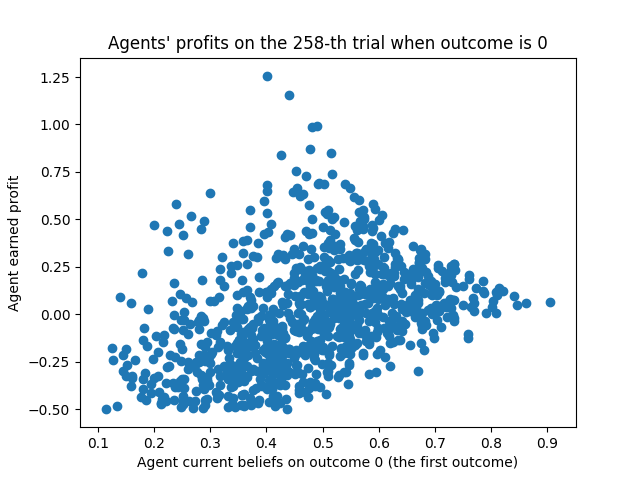 Agents' profits on the 258-th trial when outcome is 0
1.25
1.00
0.75
0.50
0.25
0.00
−0.25
−0.50
Agent earned profit
0.1 0.2 0.3 0.4 0.5 0.6 0.7 0.8 0.9
Agent current beliefs on outcome 0 (the first outcome)